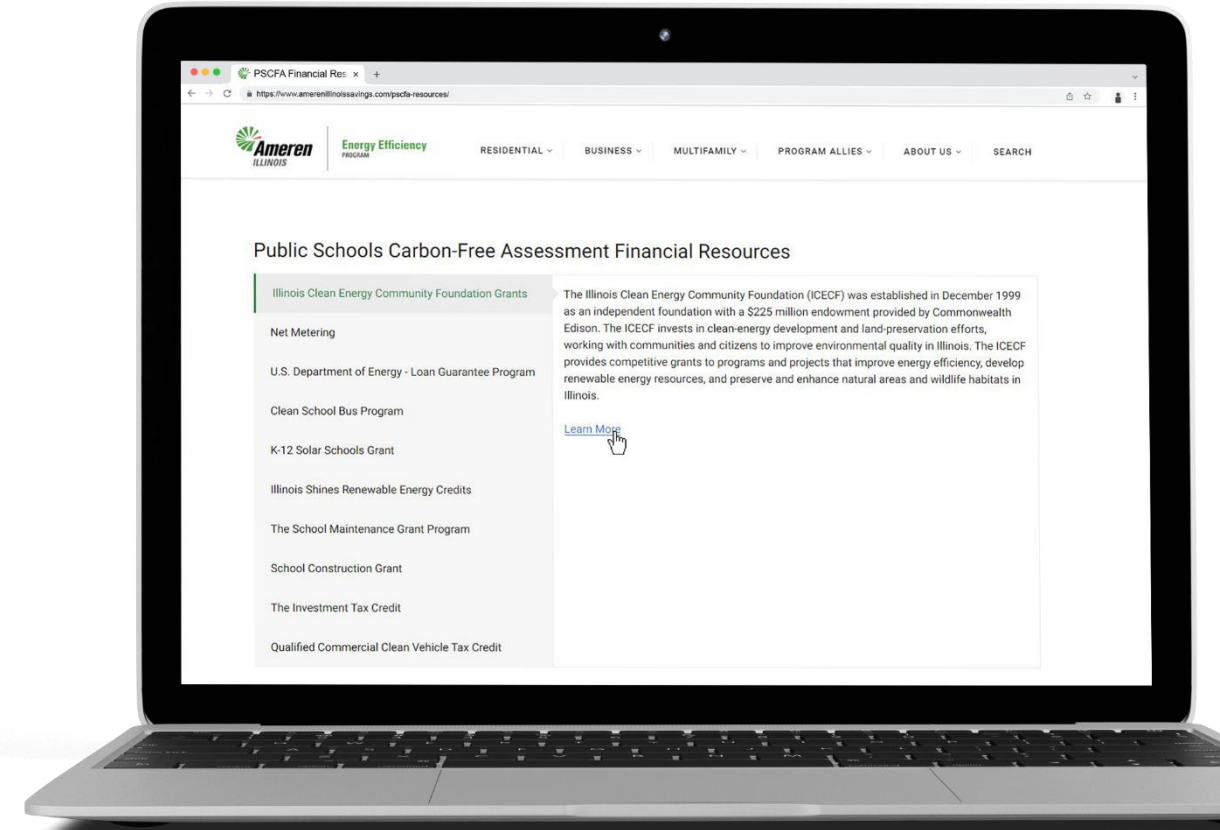 PSCFA Financial Res × +
https://www.amerenillinoissavings.com/pscfa-resources/
Ameren
ILLINOIS
Energy Efficiency
PROGRAM
RESIDENTIAL
BUSINESS
MULTIFAMILY
PROGRAM ALLIES
ABOUT US
SEARCH
Public Schools Carbon-Free Assessment Financial Resources
Illinois Clean Energy Community Foundation Grants
Net Metering
U.S. Department of Energy - Loan Guarantee Program
Clean School Bus Program
K-12 Solar Schools Grant
Illinois Shines Renewable Energy Credits
The School Maintenance Grant Program
School Construction Grant
The Investment Tax Credit
Qualified Commercial Clean Vehicle Tax Credit
The Illinois Clean Energy Community Foundation (ICECF) was established in December 1999
as an independent foundation with a $225 million endowment provided by Commonwealth
Edison. The ICECF invests in clean-energy development and land-preservation efforts,
working with communities and citizens to improve environmental quality in Illinois. The ICECF
provides competitive grants to programs and projects that improve energy efficiency, develop
renewable energy resources, and preserve and enhance natural areas and wildlife habitats in
Illinois.
Learn More